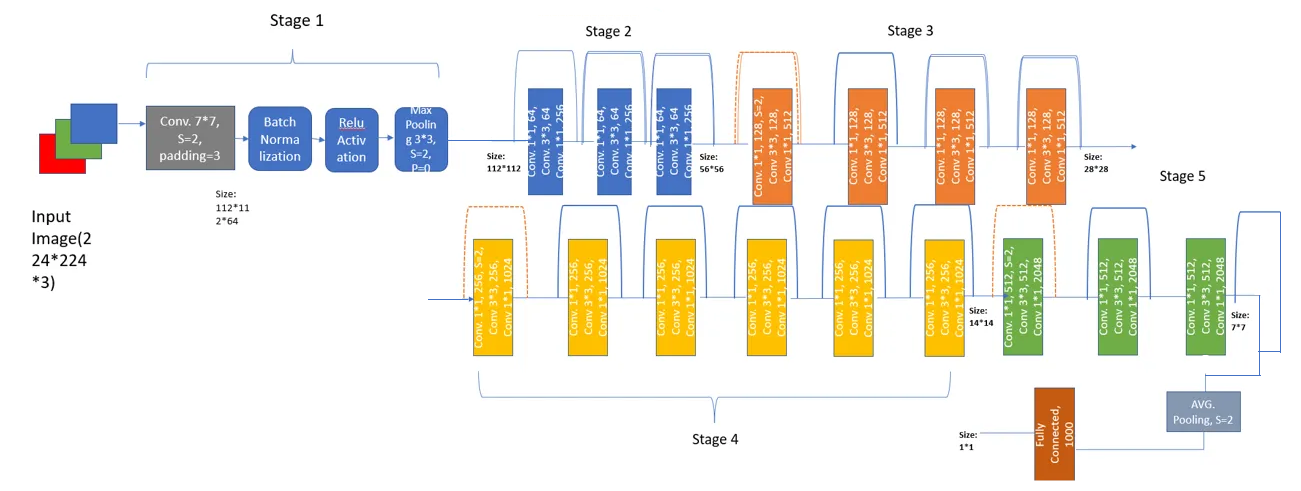 Stage 1
Stage 2
Stage 3
Conv. 7*7,
S=2,
padding=3
Batch
Norma
lization
Relu
Activ
ation
Max
Poolin
g 3*3,
S=2,
P=0
Size:
112*11
2*64
Input
Image(2
24*224
*3)
Size:
112*112
Conv. 1*1, 64,
Conv. 3*3, 64
Conv. 1*1, 256
Conv. 1*1, 64,
Conv. 3*3, 64
Conv. 1*1, 256
Conv. 1*1, 64,
Conv. 3*3, 64
Conv. 1*1, 256
Size:
56*56
Conv. 1*1, 128, S=2,
Conv 3*3, 128,
Conv 1*1, 512
Conv. 1*1, 128,
Conv 3*3, 128,
Conv 1*1, 512
Conv. 1*1, 128,
Conv 3*3, 128,
Conv 1*1, 512
Conv. 1*1, 128,
Conv 3*3, 128,
Conv 1*1, 512
Size:
28*28
Stage 5
Conv. 1*1, 256, S=2,
Conv 3*3, 256,
Conv 1*1, 1024
Conv. 1*1, 256,
Conv 3*3, 256,
Conv 1*1, 1024
Conv. 1*1, 256,
Conv 3*3, 256,
Conv 1*1, 1024
Conv. 1*1, 256,
Conv 3*3, 256,
Conv 1*1, 1024
Conv. 1*1, 256,
Conv 3*3, 256,
Conv 1*1, 1024
Conv. 1*1, 256,
Conv 3*3, 256,
Conv 1*1, 1024
Size:
14*14
Conv. 1*1, 512, S=2,
Conv 3*3, 512,
Conv 1*1, 2048
Conv. 1*1, 512,
Conv 3*3, 512,
Conv 1*1, 2048
Conv. 1*1, 512,
Conv 3*3, 512,
Conv 1*1, 2048
Size:
7*7
Stage 4
AVG.
Pooling, S=2
Fully
Connected,
1000
Size:
1*1